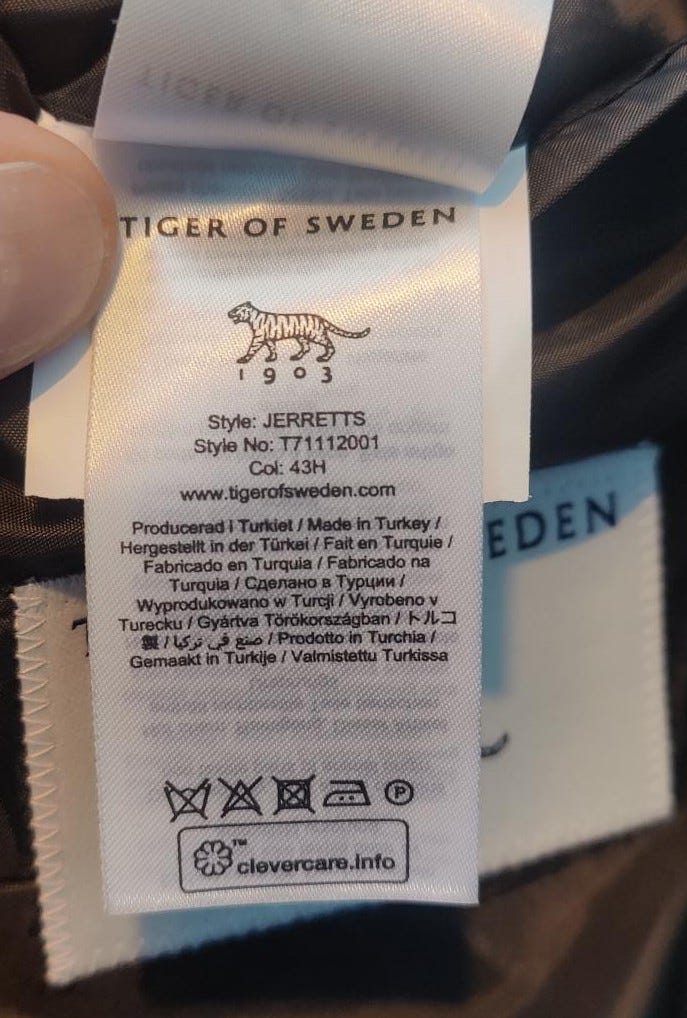 TIGER OF
TIGER OF SWEDEN
1903
Style: JERRETTS
Style No: T71112001
Col: 43H
www.tigerofsweden.com
Producerad i Turkiet / Made in Turkey /
Hergestellt in der Türkei / Fait en Turquie /
Fabricado en Turquia / Fabricado na
Turquia / Сделано в Турции /
Wyprodukowano w Turcji / Vyrobeno v
Turecku / Gyártva Törökországban / トルコ
製 / صنع في تركيا / Prodotto in Turchia /
Gemaakt in Turkije / Valmistettu Turkissa
EDEN
P
™
clevercare.info